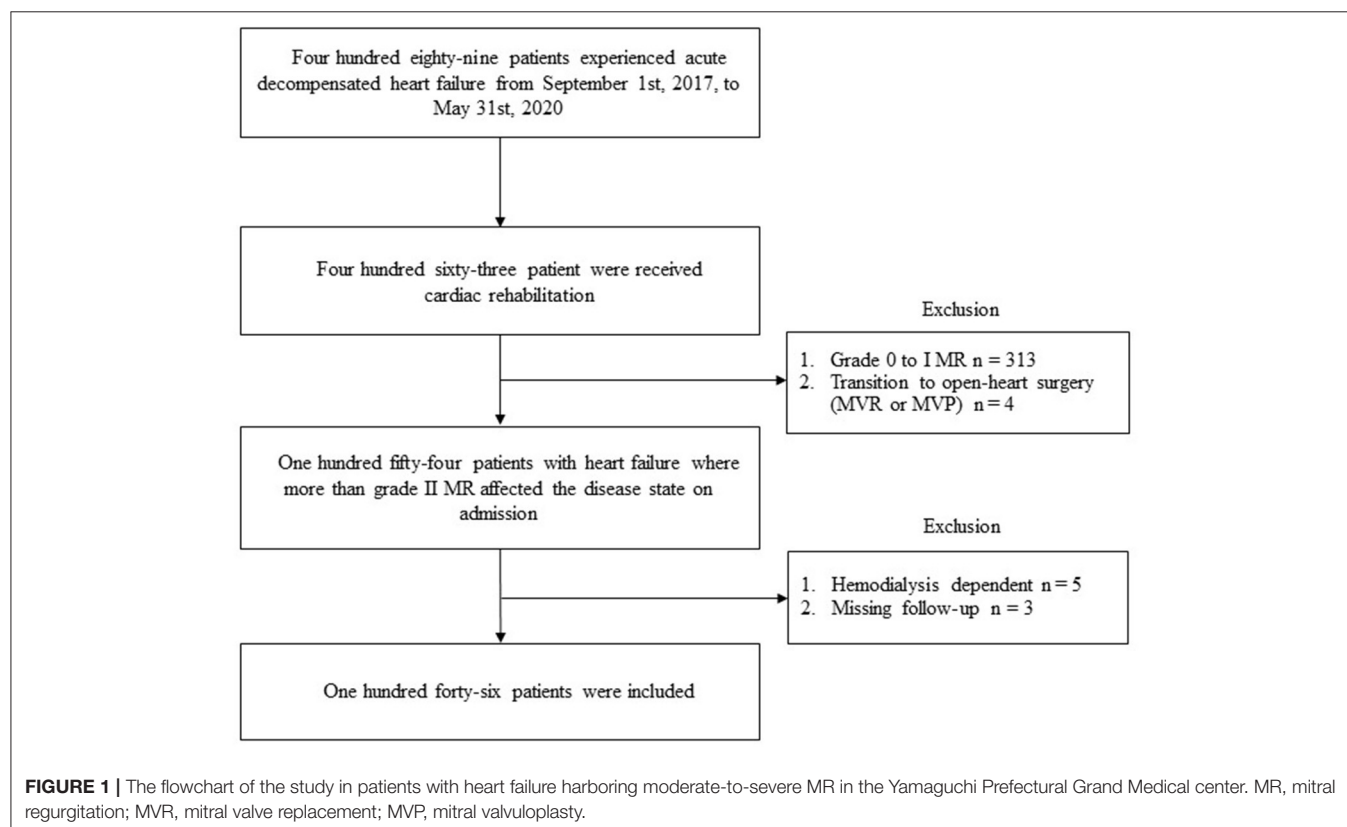 Four hundred eighty-nine patients experienced acute
decompensated heart failure from September 1st, 2017, to
May 31st, 2020
Four hundred sixty-three patient were received
cardiac rehabilitation
Exclusion
1. Grade 0 to I MR n = 313
2. Transition to open-heart surgery
(MVR or MVP) n = 4
One hundred fifty-four patients with heart failure where
more than grade II MR affected the disease state on
admission
Exclusion
1. Hemodialysis dependent n = 5
2. Missing follow-up n = 3
One hundred forty-six patients were included
FIGURE 1 | The flowchart of the study in patients with heart failure harboring moderate-to-severe MR in the Yamaguchi Prefectural Grand Medical center. MR, mitral
regurgitation; MVR, mitral valve replacement; MVP, mitral valvuloplasty.